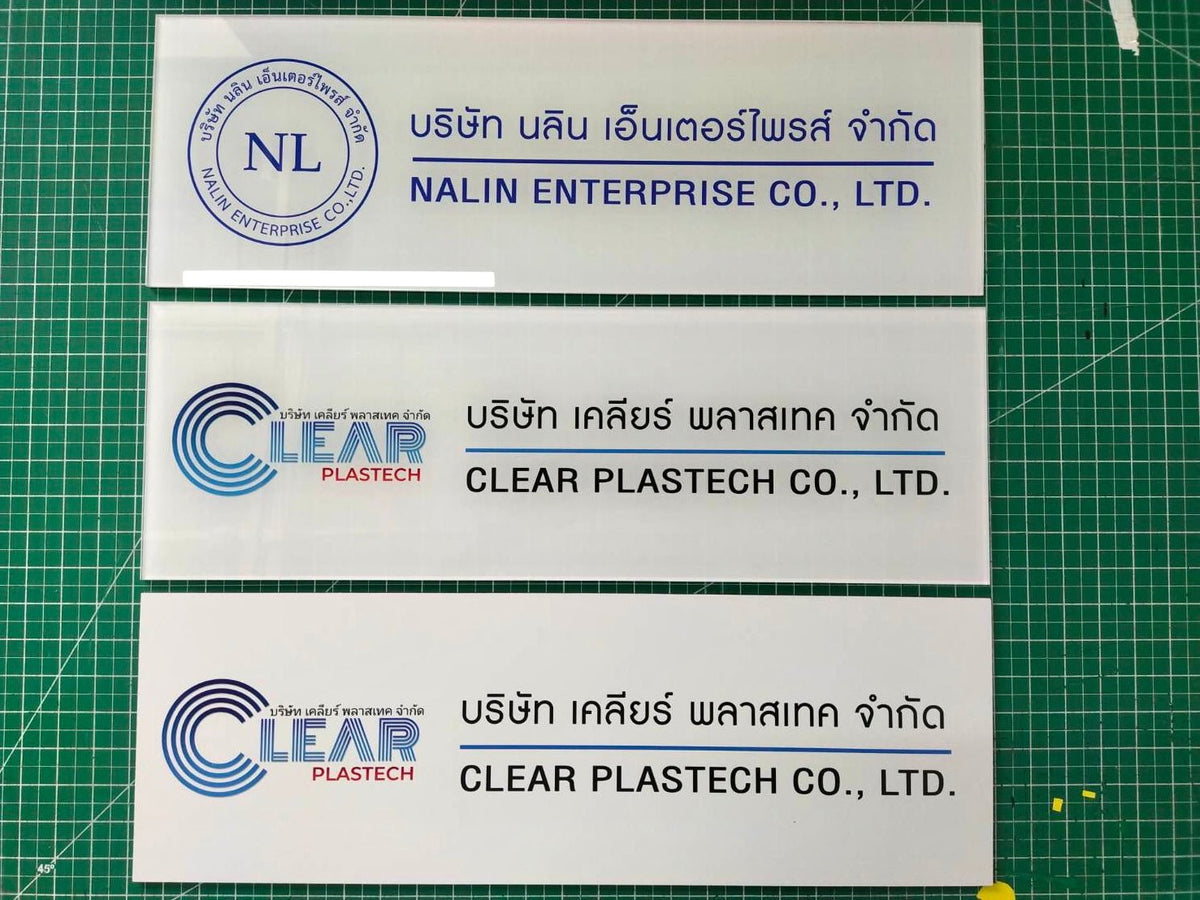 บริษัท นลิน เอ็นเตอร์ไพรส์ จำกัด
NL
NALIN ENTERPRISE CO.,LTD.
บริษัท นลิน เอ็นเตอร์ไพรส์ จำกัด
NALIN ENTERPRISE CO., LTD.
บริษัท เคลียร์ พลาสเทค จำกัด
CLEAR
PLASTECH
บริษัท เคลียร์ พลาสเทค จำกัด
CLEAR PLASTECH CO., LTD.
บริษัท เคลียร์ พลาสเทค จำกัด
CLEAR
PLASTECH
บริษัท เคลียร์ พลาสเทค จำกัด
CLEAR PLASTECH CO., LTD.
45°